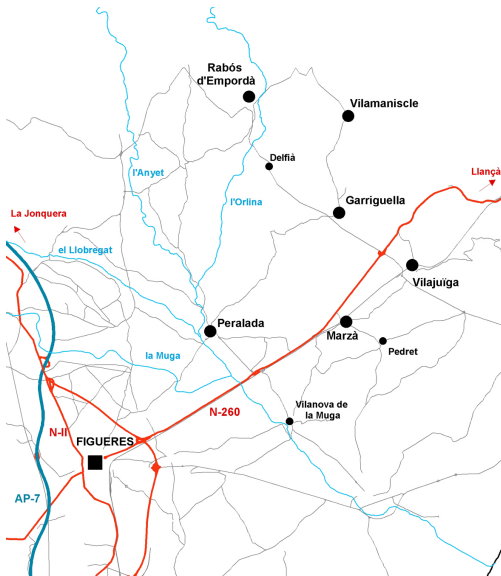 Rabós
d'Empordà
Vilamaniscle
Delfià
Llançà
l'Anyet
l'Orlina
Garriguella
La Jonquera
el Llobregat
Vilajuïga
Peralada
Marzà
Pedret
la Muga
Vilanova de
la Muga
N-260
N-II
FIGUERES
AP-7